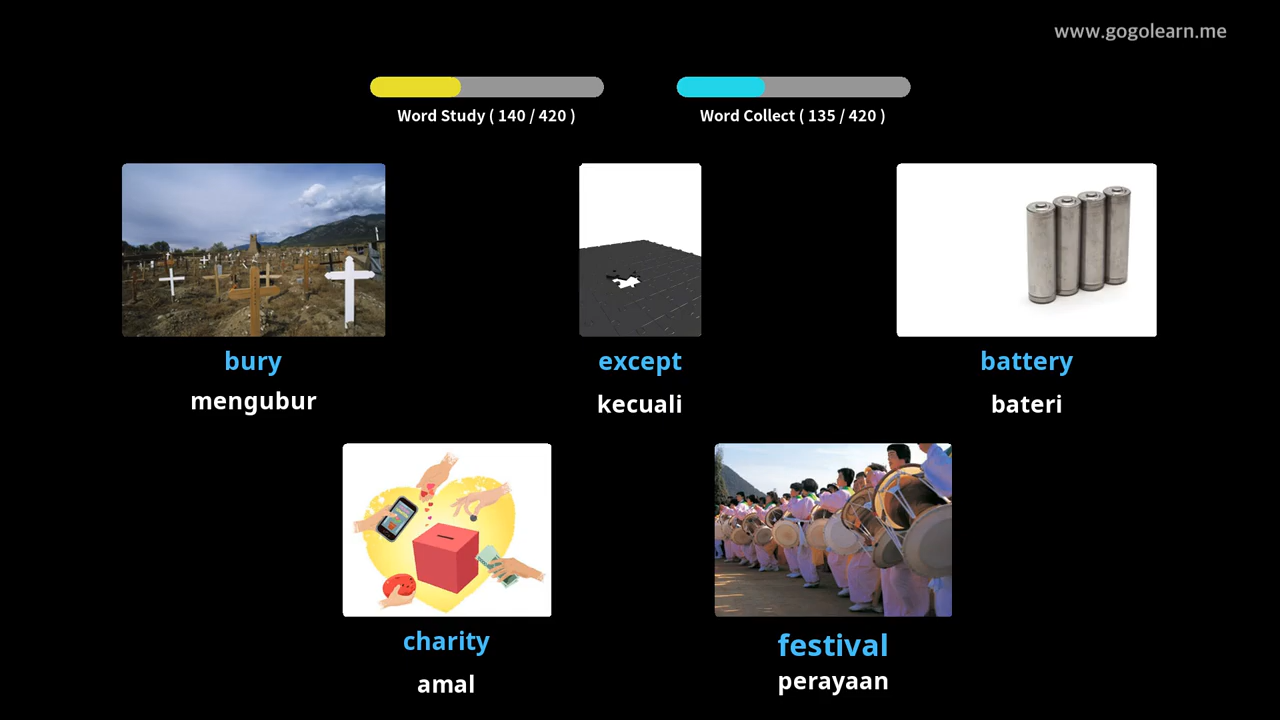 www.gogolearn.me
Word Study ( 140 / 420 )
Word Collect ( 135 / 420 )
bury
mengubur
except
kecuali
battery
bateri
charity
amal
festival
perayaan